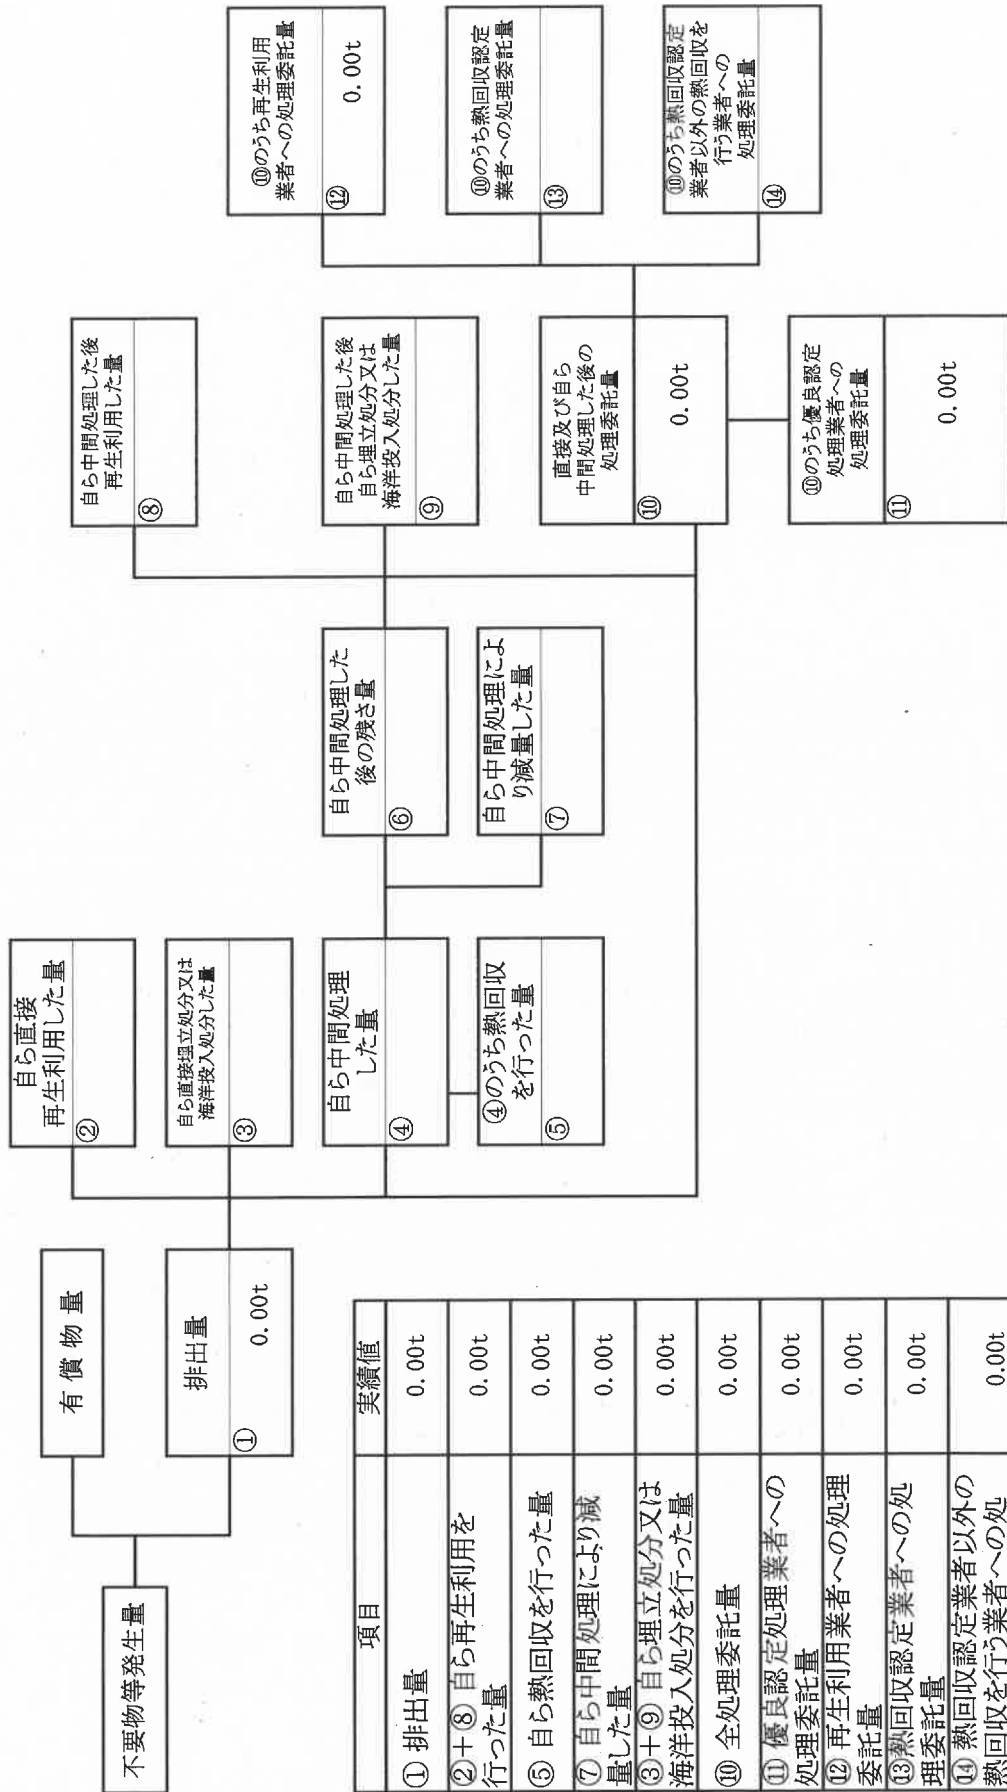 不要物等発生量
有償物量
排出量
①
0.00t
自ら直接
再生利用した量
②
自ら直接埋立処分又は
海洋投入処分した量
③
自ら中間処理
した量
④
④のうち熱回収
を行った量
⑤
自ら中間処理した
後の残さ量
⑥
自ら中間処理によ
り減量した量
⑦
自ら中間処理した後
再生利用した量
⑧
自ら中間処理した後
自ら埋立処分又は
海洋投入処分した量
⑨
直接及び自ら
中間処理した後の
処理委託量
⑩
0.00t
⑩のうち優良認定
処理業者への
処理委託量
⑪
0.00t
⑩のうち再生利用
業者への処理委託量
⑫
0.00t
⑩のうち熱回収認定
業者への処理委託量
⑬
⑩のうち熱回収認定
業者以外の熱回収を
行う業者への
処理委託量
⑭
項目 実績値
①排出量 0.00t
②+⑧ 自ら再生利用を
行った量 0.00t
⑤ 自ら熱回収を行った量 0.00t
⑦ 自ら中間処理により減
量した量 0.00t
③+⑨ 自ら埋立処分又は
海洋投入処分を行った量 0.00t
⑩ 全処理委託量 0.00t
⑪ 優良認定処理業者への
処理委託量 0.00t
⑫ 再生利用業者への処理
委託量 0.00t
⑬熱回収認定業者への処
理委託量 0.00t
⑭ 熱回収認定業者以外の
熱回収を行う業者への処 0.00t